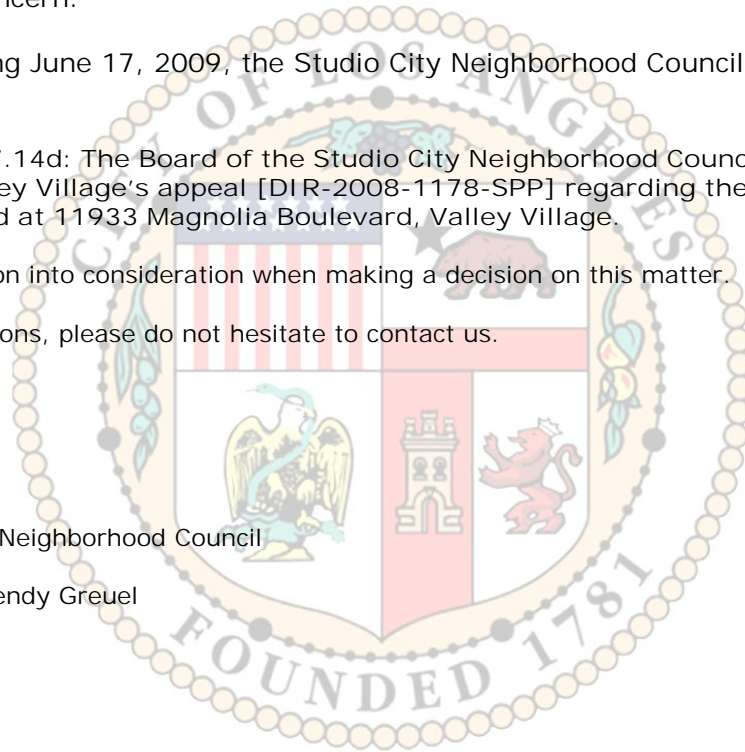 ncern:
ng June 17, 2009, the Studio City Neighborhood Council
7.14d: The Board of the Studio City Neighborhood Counc
ey Village's appeal [DIR-2008-1178-SPP] regarding the
d at 11933 Magnolia Boulevard, Valley Village.
on into consideration when making a decision on this matter.
ons, please do not hesitate to contact us.
Neighborhood Council
endy Greuel
CITY OF LOS ANGELES
FOUNDED 1781